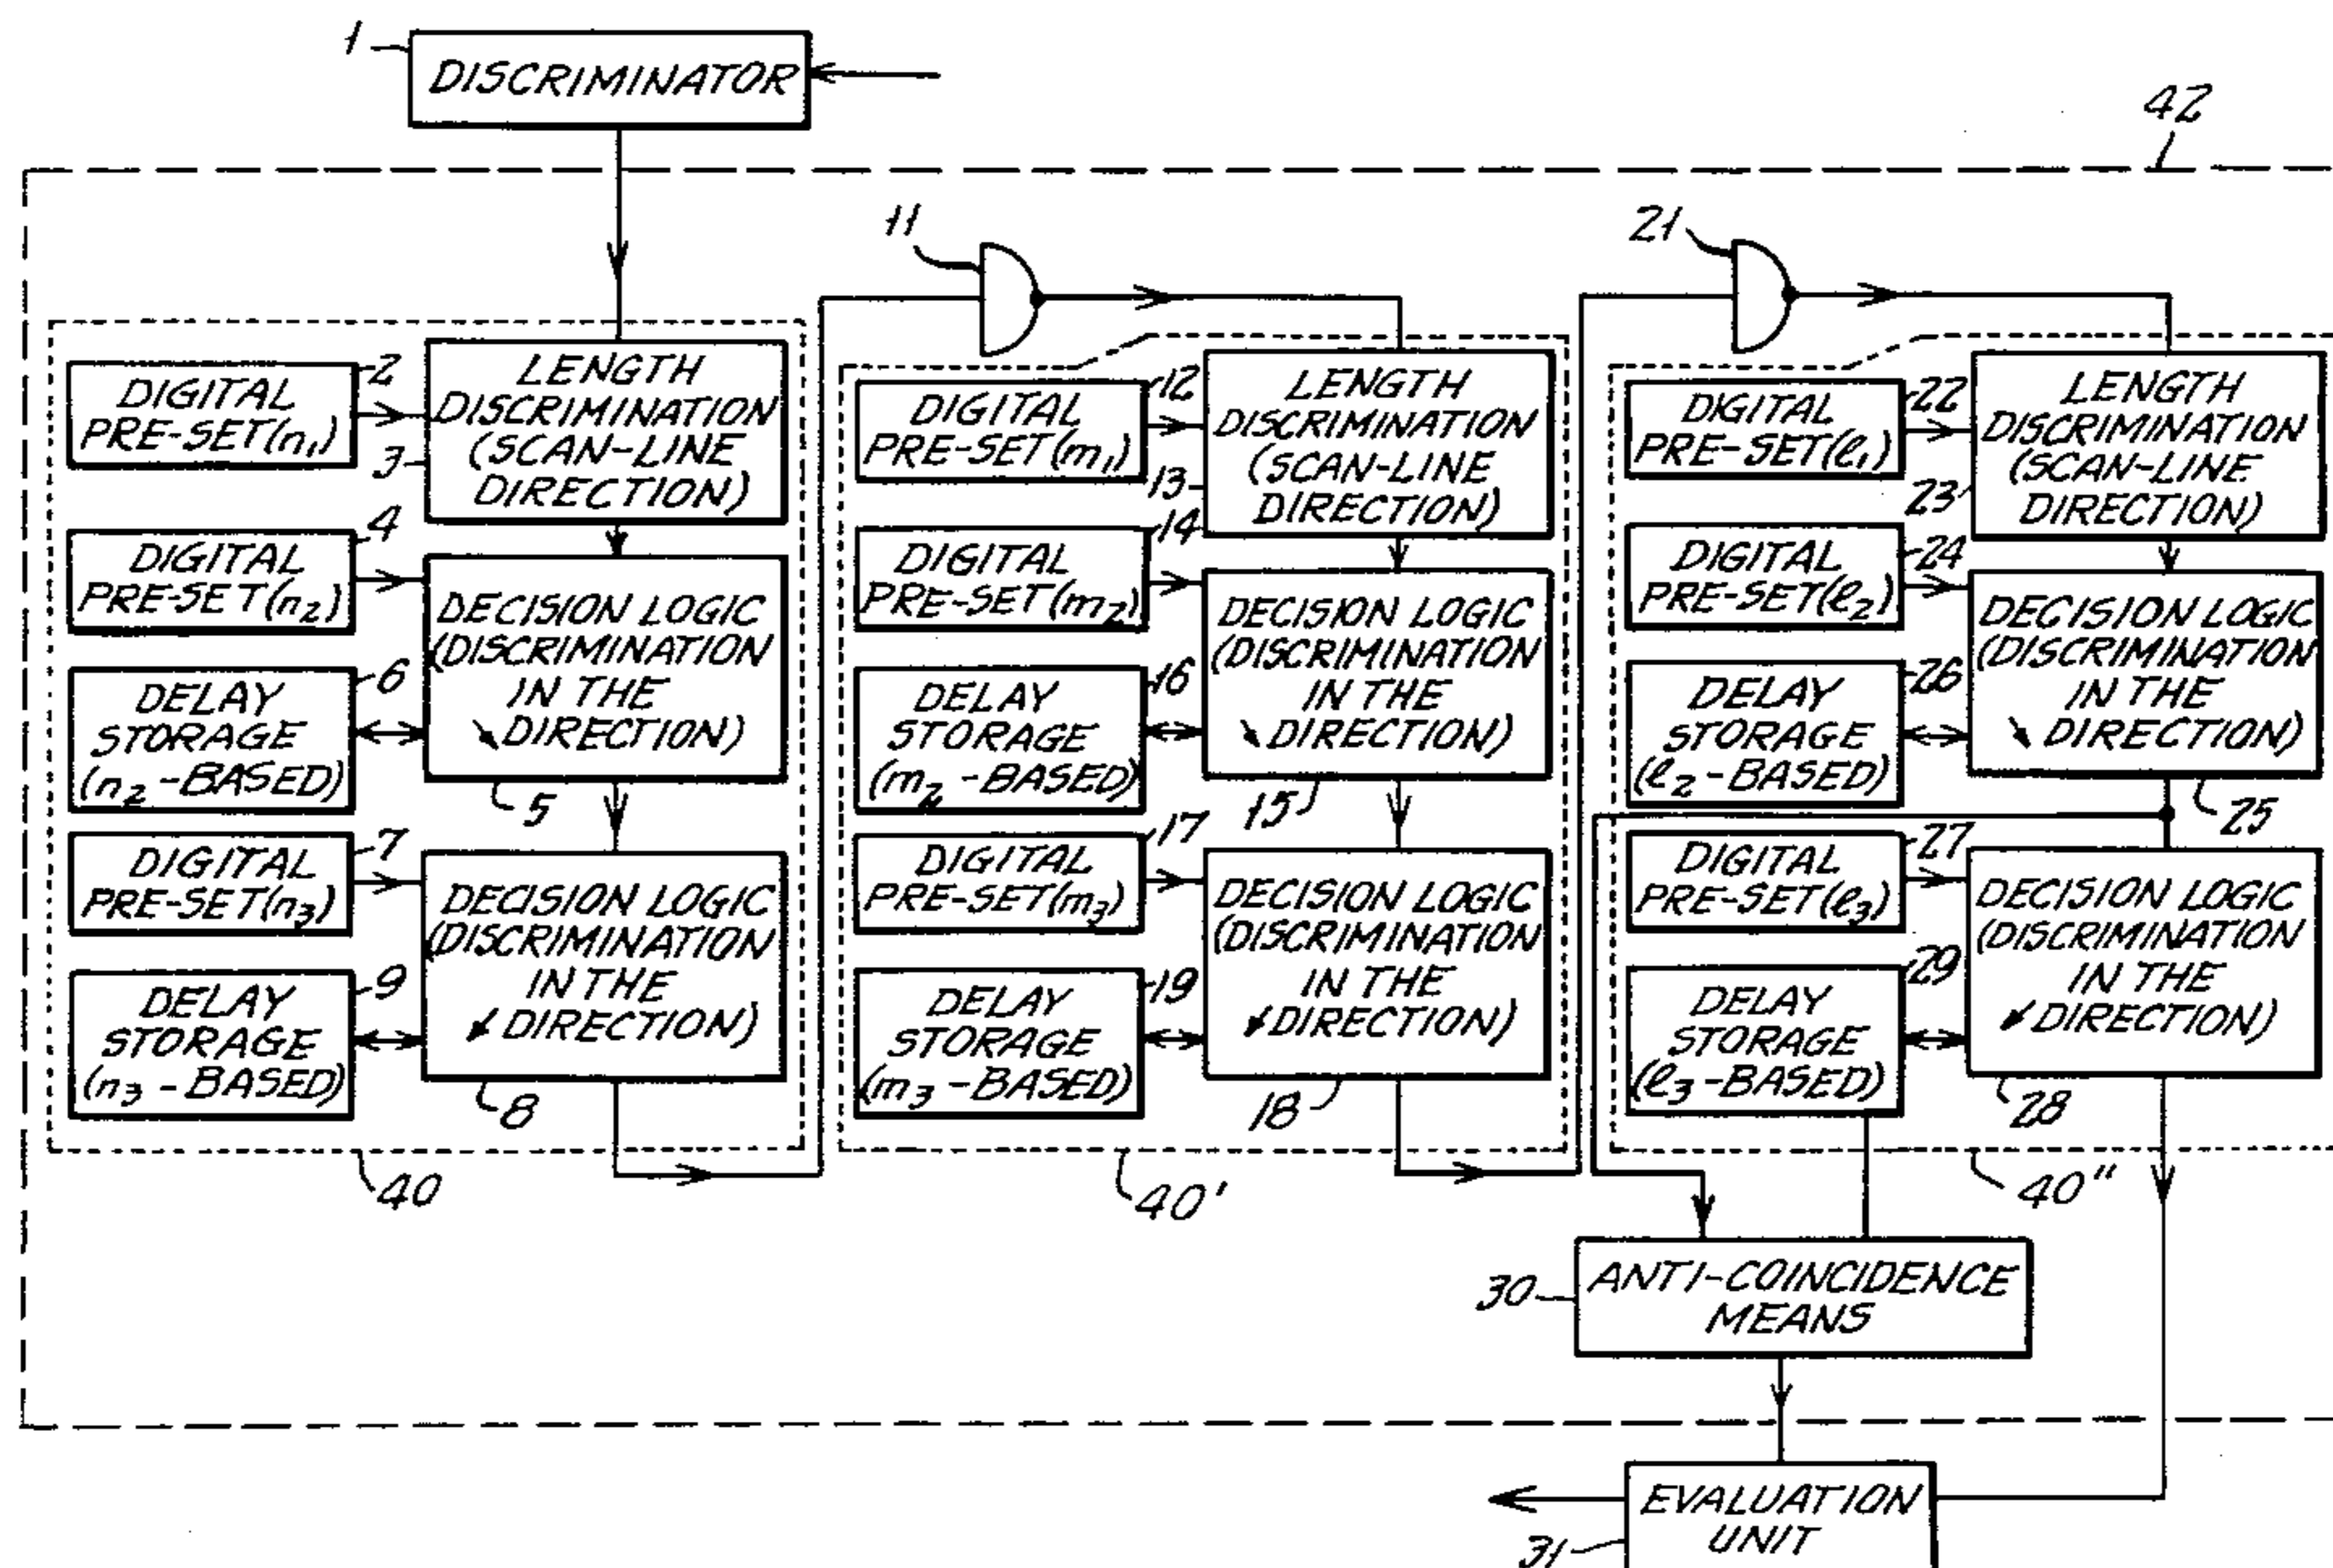 1
DISCRIMINATOR
42
11
21
DIGITAL
PRE-SET(n1)
2
3
LENGTH
DISCRIMINATION
(SCAN-LINE
DIRECTION)
DIGITAL
PRE-SET(n2)
4
DECISION LOGIC
(DISCRIMINATION
IN THE
↘ DIRECTION)
5
DELAY
STORAGE
(n2-BASED)
6
DIGITAL
PRE-SET(n3)
7
DECISION LOGIC
(DISCRIMINATION
IN THE
↙ DIRECTION)
8
DELAY
STORAGE
(n3-BASED)
9
40
DIGITAL
PRE-SET(m1)
12
13
LENGTH
DISCRIMINATION
(SCAN-LINE
DIRECTION)
DIGITAL
PRE-SET(m2)
14
DECISION LOGIC
(DISCRIMINATION
IN THE
↘ DIRECTION)
15
DELAY
STORAGE
(m2-BASED)
16
DIGITAL
PRE-SET(m3)
17
DECISION LOGIC
(DISCRIMINATION
IN THE
↙ DIRECTION)
18
DELAY
STORAGE
(m3-BASED)
19
40'
DIGITAL
PRE-SET(ℓ1)
22
23
LENGTH
DISCRIMINATION
(SCAN-LINE
DIRECTION)
DIGITAL
PRE-SET(ℓ2)
24
DECISION LOGIC
(DISCRIMINATION
IN THE
↘ DIRECTION)
25
DELAY
STORAGE
(ℓ2-BASED)
26
DIGITAL
PRE-SET(ℓ3)
27
DECISION LOGIC
(DISCRIMINATION
IN THE
↙ DIRECTION)
28
DELAY
STORAGE
(ℓ3-BASED)
29
40"
30
ANTI-COINCIDENCE
MEANS
EVALUATION
UNIT
31